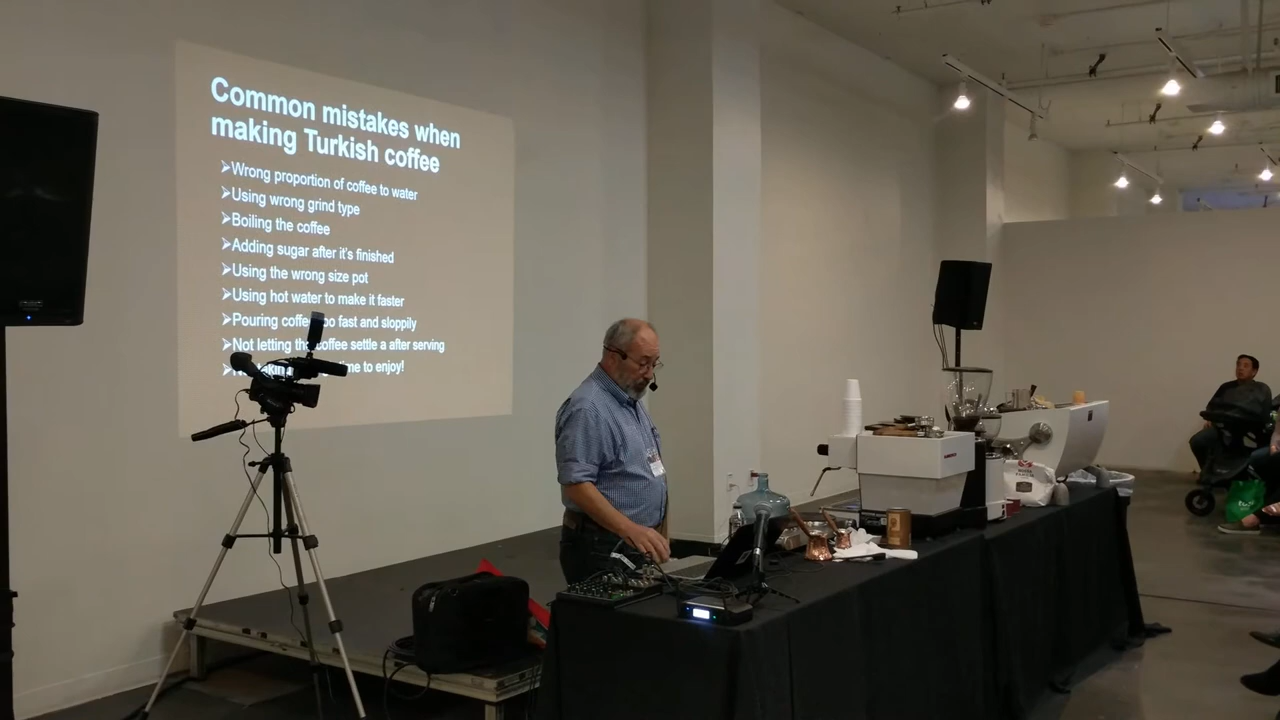 Common mistakes when
making Turkish coffee
➢Wrong proportion of coffee to water
➢Using wrong grind type
➢Boiling the coffee
➢Adding sugar after it's finished
➢Using the wrong size pot
➢Using hot water to make it faster
➢Pouring coffee too fast and sloppily
➢Not letting the coffee settle a after serving
time to enjoy!